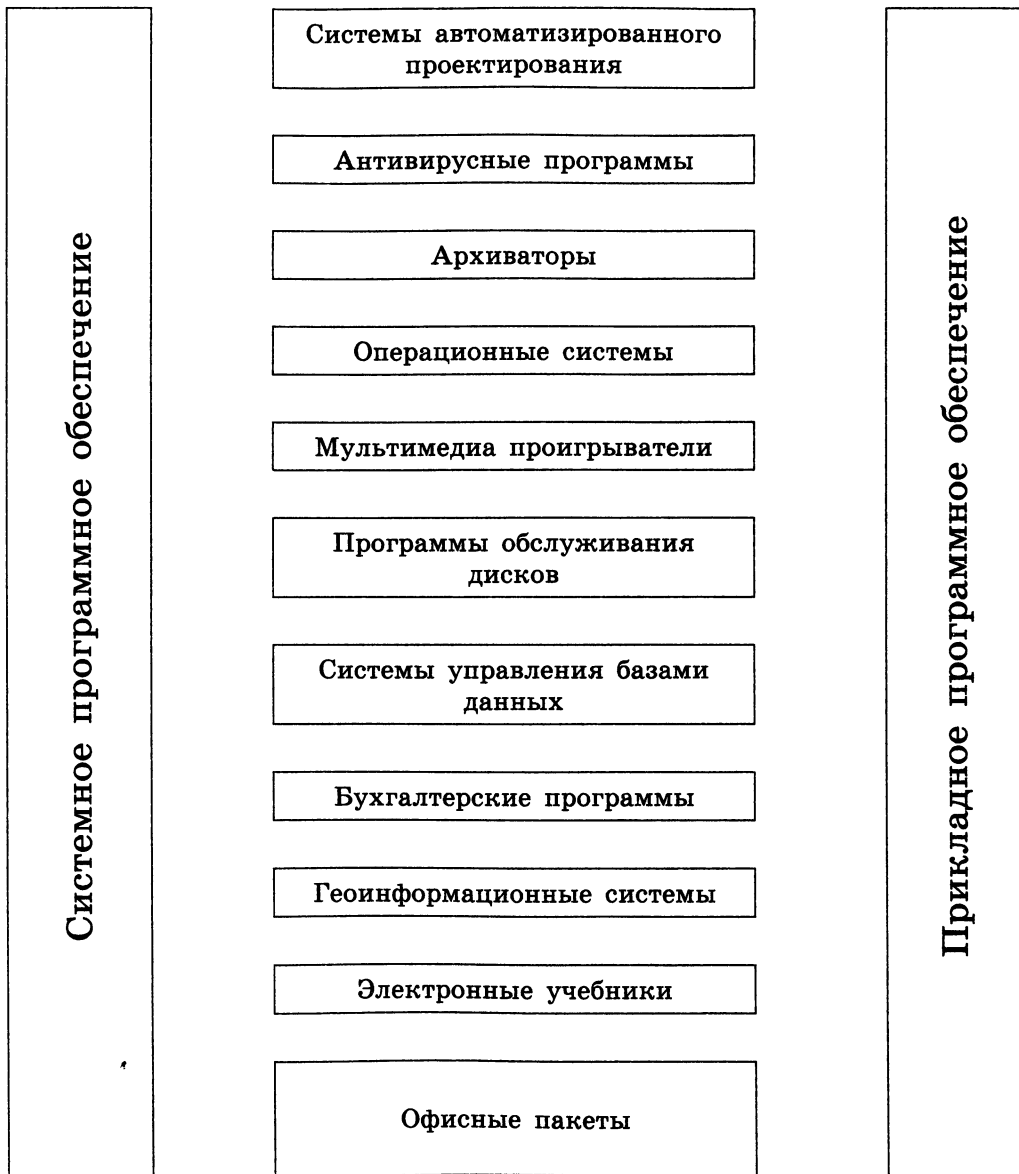 Системное программное обеспечение
Системы автоматизированного
проектирования
Антивирусные программы
Архиваторы
Операционные системы
Мультимедиа проигрыватели
Программы обслуживания
дисков
Системы управления базами
данных
Бухгалтерские программы
Геоинформационные системы
Электронные учебники
Офисные пакеты
Прикладное программное обеспечение